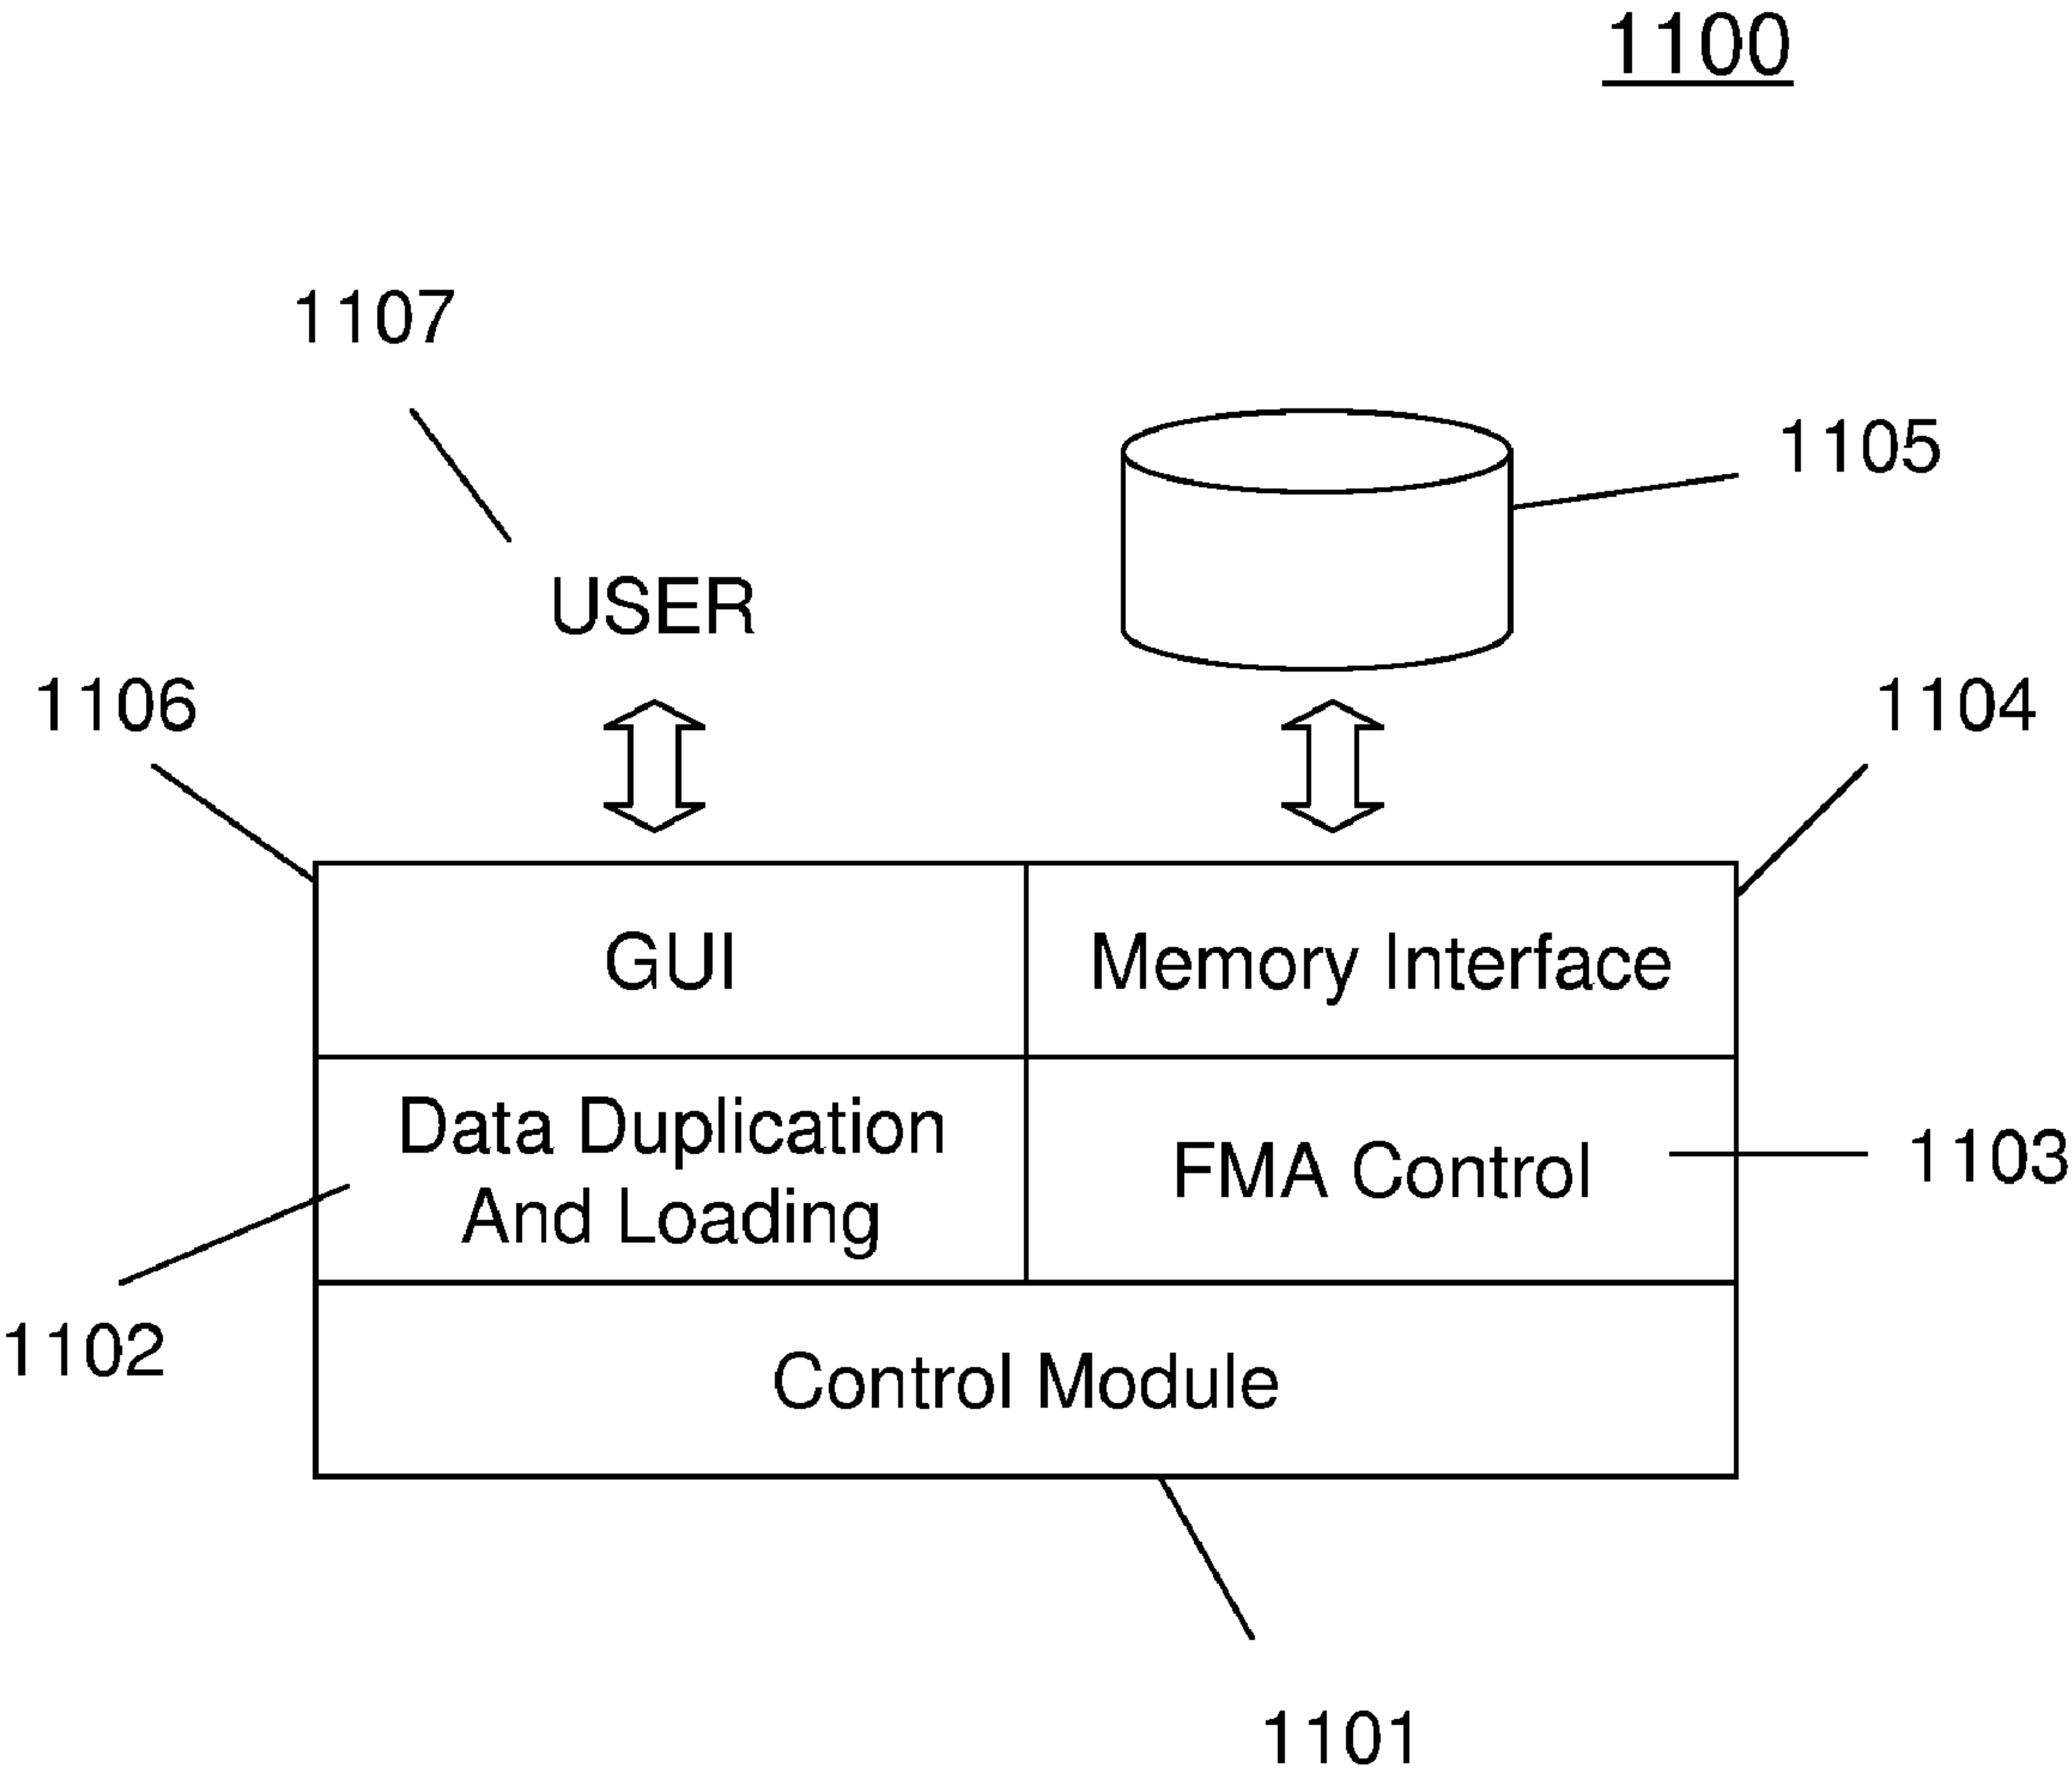 1100
1107
1105
USER
1106
1104
GUI
Memory Interface
Data Duplication
And Loading
FMA Control
1103
1102
Control Module
1101